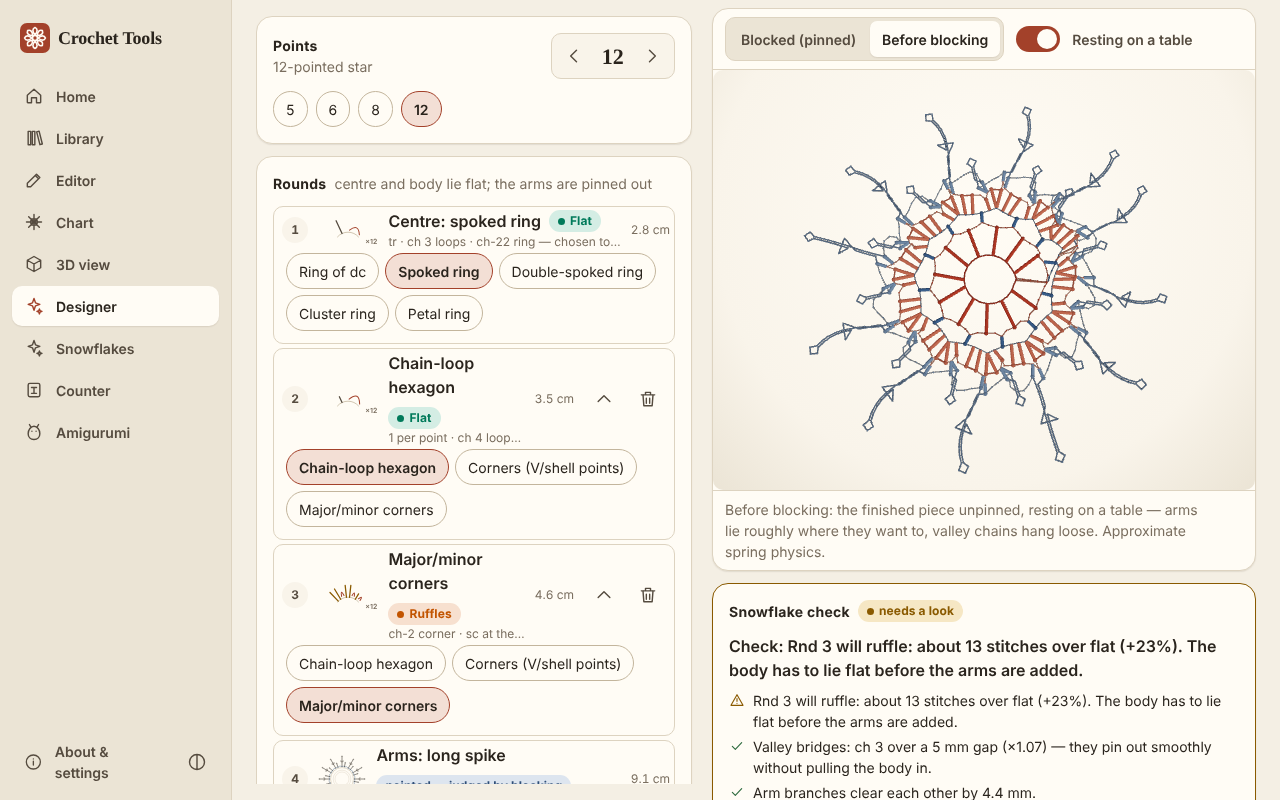 Crochet Tools
Home
Library
Editor
Chart
3D view
Designer
Snowflakes
Counter
Amigurumi
About &
settings
Points
12-pointed star
12
5
6
8
12
Rounds centre and body lie flat; the arms are pinned out
1
×12
Centre: spoked ring
Flat
tr · ch 3 loops · ch-22 ring — chosen to…
2.8 cm
Ring of dc
Spoked ring
Double-spoked ring
Cluster ring
Petal ring
2
×12
Chain-loop
hexagon
Flat
1 per point · ch 4 loop…
3.5 cm
Chain-loop hexagon
Corners (V/shell points)
Major/minor corners
3
×12
Major/minor
corners
Ruffles
ch-2 corner · sc at the…
4.6 cm
Chain-loop hexagon
Corners (V/shell points)
Major/minor corners
4
Arms: long spike
pointed — judged by blocking
9.1 cm
Blocked (pinned)
Before blocking
Resting on a table
Before blocking: the finished piece unpinned, resting on a table — arms
lie roughly where they want to, valley chains hang loose. Approximate
spring physics.
Snowflake check
needs a look
Check: Rnd 3 will ruffle: about 13 stitches over flat (+23%). The
body has to lie flat before the arms are added.
Rnd 3 will ruffle: about 13 stitches over flat (+23%). The body has to lie
flat before the arms are added.
Valley bridges: ch 3 over a 5 mm gap (×1.07) — they pin out smoothly
without pulling the body in.
Arm branches clear each other by 4.4 mm.